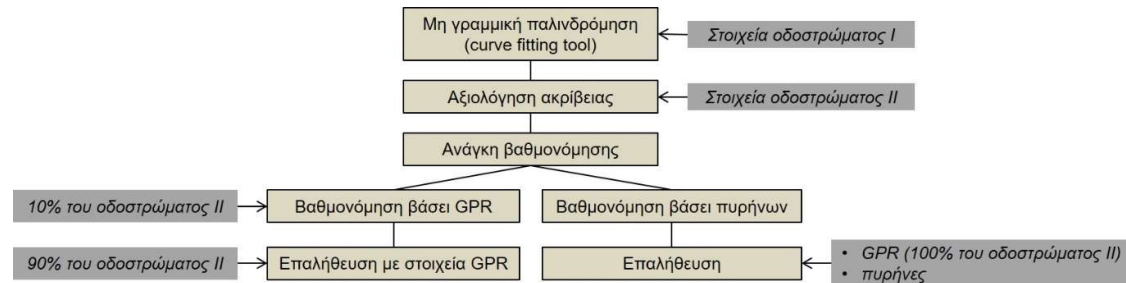 Μη γραμμική παλινδρόμηση
(curve fitting tool)
Στοιχεία οδοστρώματος Ι
Αξιολόγηση ακρίβειας
Στοιχεία οδοστρώματος ΙΙ
Ανάγκη βαθμονόμησης
10% του οδοστρώματος ΙΙ
Βαθμονόμηση βάσει GPR
Βαθμονόμηση βάσει πυρήνων
90% του οδοστρώματος ΙΙ
Επαλήθευση με στοιχεία GPR
Επαλήθευση
• GPR (100% του οδοστρώματος ΙΙ)
• πυρήνες